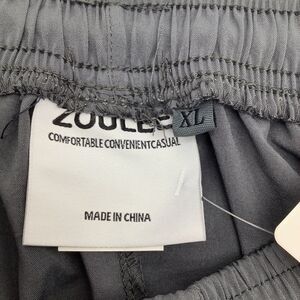 ZOULEE
XL
COMFORTABLE CONVENIENTCASUAL
MADE IN CHINA